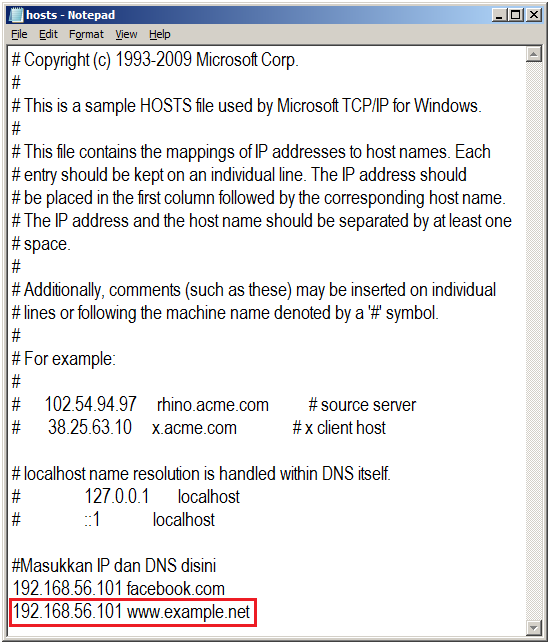 hosts - Notepad
File Edit Format View Help
# Copyright (c) 1993-2009 Microsoft Corp.
#
# This is a sample HOSTS file used by Microsoft TCP/IP for Windows.
#
# This file contains the mappings of IP addresses to host names. Each
# entry should be kept on an individual line. The IP address should
# be placed in the first column followed by the corresponding host name.
# The IP address and the host name should be separated by at least one
# space.
#
# Additionally, comments (such as these) may be inserted on individual
# lines or following the machine name denoted by a '#' symbol.
#
# For example:
#
# 102.54.94.97 rhino.acme.com # source server
# 38.25.63.10 x.acme.com # x client host
# localhost name resolution is handled within DNS itself.
# 127.0.0.1 localhost
# ::1 localhost
#Masukkan IP dan DNS disini
192.168.56.101 facebook.com
192.168.56.101 www.example.net